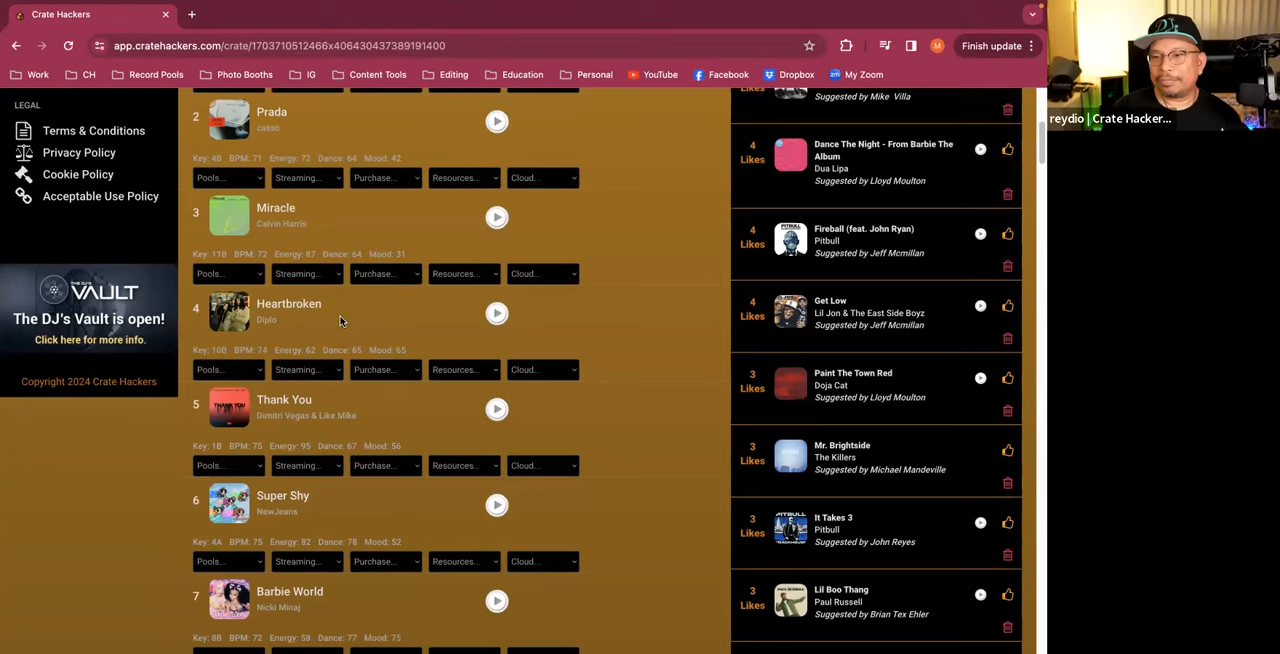 Crate Hackers
app.cratehackers.com/crate/1703710512466x406430437389191400
M
Finish update
Work
CH
Record Pools
Photo Booths
IG
Content Tools
Editing
Education
Personal
YouTube
Facebook
Dropbox
My Zoom
LEGAL
Terms & Conditions
Privacy Policy
Cookie Policy
Acceptable Use Policy
THE DJ'S
VAULT
The DJ's Vault is open!
Click here for more info.
Copyright 2024 Crate Hackers
2
Prada
casso
Key: 4B BPM: 71 Energy: 72 Dance: 64 Mood: 42
Pools... Streaming... Purchase... Resources... Cloud...
3
Miracle
Calvin Harris
Key: 11B BPM: 72 Energy: 87 Dance: 64 Mood: 31
Pools... Streaming... Purchase... Resources... Cloud...
4
Heartbroken
Diplo
Key: 10B BPM: 74 Energy: 62 Dance: 65 Mood: 65
Pools... Streaming... Purchase... Resources... Cloud...
5
THANK YOU
Thank You
Dimitri Vegas & Like Mike
Key: 1B BPM: 75 Energy: 95 Dance: 67 Mood: 56
Pools... Streaming... Purchase... Resources... Cloud...
6
Super Shy
NewJeans
Key: 4A BPM: 75 Energy: 82 Dance: 78 Mood: 52
Pools... Streaming... Purchase... Resources... Cloud...
7
Barbie World
Nicki Minaj
Key: 8B BPM: 72 Energy: 58 Dance: 77 Mood: 75
Likes
Suggested by Mike Villa
4
Likes
Dance The Night - From Barbie The
Album
Dua Lipa
Suggested by Lloyd Moulton
4
Likes
PITBULL
Fireball (feat. John Ryan)
Pitbull
Suggested by Jeff Mcmillan
4
Likes
Get Low
Lil Jon & The East Side Boyz
Suggested by Jeff Mcmillan
3
Likes
Paint The Town Red
Doja Cat
Suggested by Lloyd Moulton
3
Likes
Mr. Brightside
The Killers
Suggested by Michael Mandeville
3
Likes
PITBULL
It Takes 3
Pitbull
Suggested by John Reyes
3
Likes
PAUL RUSSELL
Lil Boo Thang
Paul Russell
Suggested by Brian Tex Ehler
reydio | Crate Hacker...